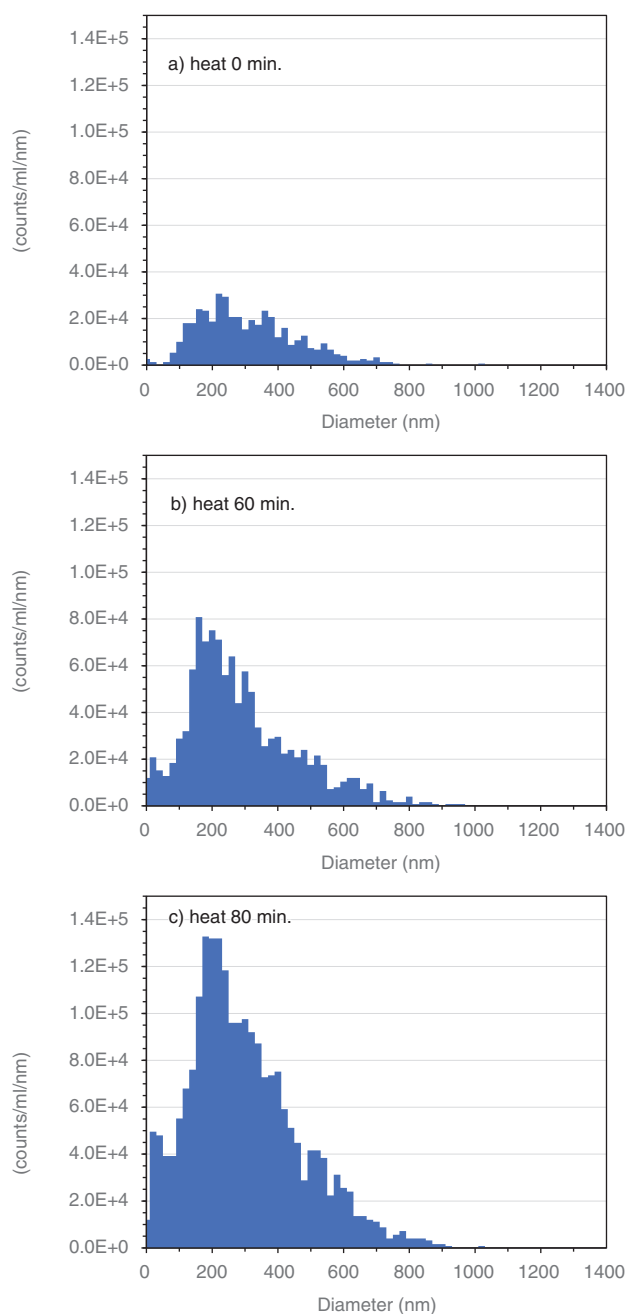 1.4E+5
a) heat 0 min.
1.2E+5
1.0E+5
8.0E+4
6.0E+4
4.0E+4
2.0E+4
0.0E+0
(counts/ml/nm)
0 200 400 600 800 1000 1200 1400
Diameter (nm)
1.4E+5
b) heat 60 min.
1.2E+5
1.0E+5
8.0E+4
6.0E+4
4.0E+4
2.0E+4
0.0E+0
(counts/ml/nm)
0 200 400 600 800 1000 1200 1400
Diameter (nm)
c) heat 80 min.
1.4E+5
1.2E+5
1.0E+5
8.0E+4
6.0E+4
4.0E+4
2.0E+4
0.0E+0
(counts/ml/nm)
0 200 400 600 800 1000 1200 1400
Diameter (nm)